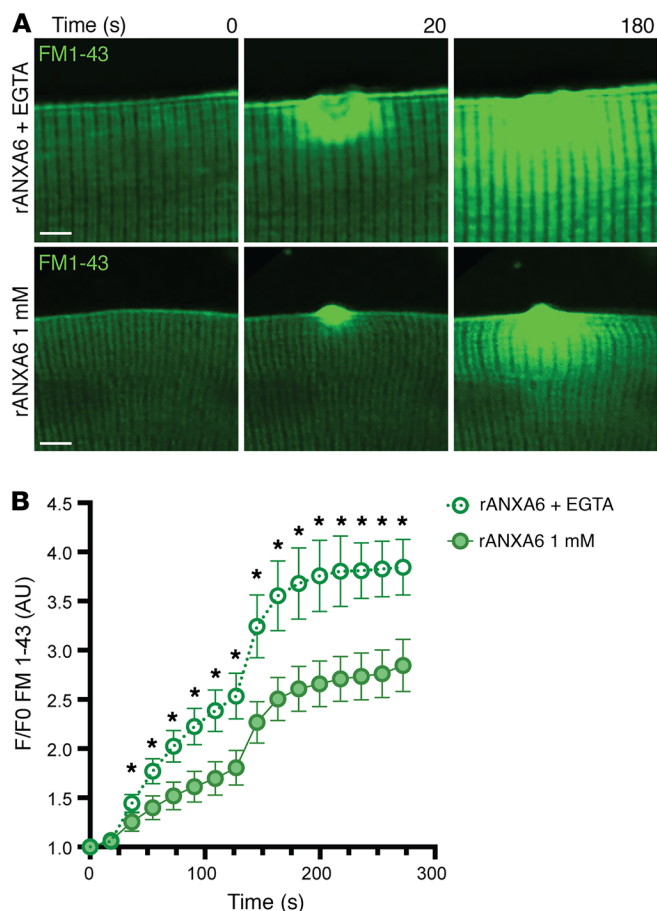 A Time (s) 0 20 180
FM1-43
rANXA6 + EGTA
FM1-43
rANXA6 1 mM
B
4.5
4.0
3.5
3.0
2.5
2.0
1.5
1.0
F/F0 FM 1-43 (AU)
* * * * * * * * * * * * * *
rANXA6 + EGTA
rANXA6 1 mM
0 100 200 300
Time (s)